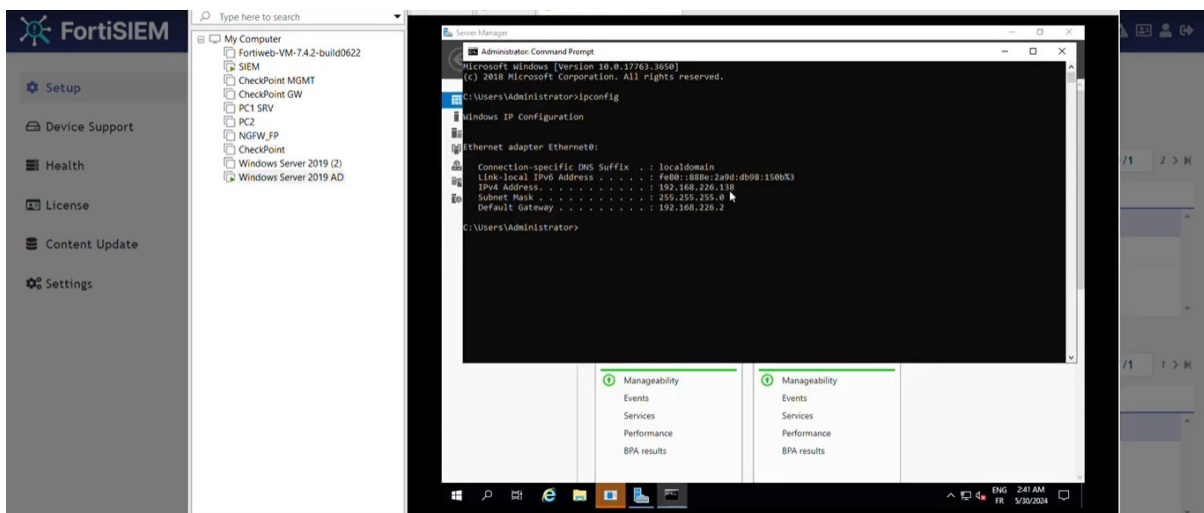 FortiSIEM
Setup
Device Support
Health
License
Content Update
Settings
Type here to search
My Computer
Fortiweb-VM-7.4.2-build0622
SIEM
CheckPoint MGMT
CheckPoint GW
PC1 SRV
PC2
NGFW_FP
CheckPoint
Windows Server 2019 (2)
Windows Server 2019 AD
Server Manager
Administrator: Command Prompt
Microsoft Windows [Version 10.0.17763.3650]
(c) 2018 Microsoft Corporation. All rights reserved.
C:\Users\Administrator>ipconfig
Windows IP Configuration
Ethernet adapter Ethernet0:
Connection-specific DNS Suffix . : localdomain
Link-local IPv6 Address . . . . . : fe80::888e:2a9d:db98:150b%3
IPv4 Address. . . . . . . . . . . : 192.168.226.138
Subnet Mask . . . . . . . . . . . : 255.255.255.0
Default Gateway . . . . . . . . . : 192.168.226.2
C:\Users\Administrator>
Manageability
Events
Services
Performance
BPA results
Manageability
Events
Services
Performance
BPA results
/1 2 >
/1 1 >
ENG 2:41 AM
FR 5/30/2024